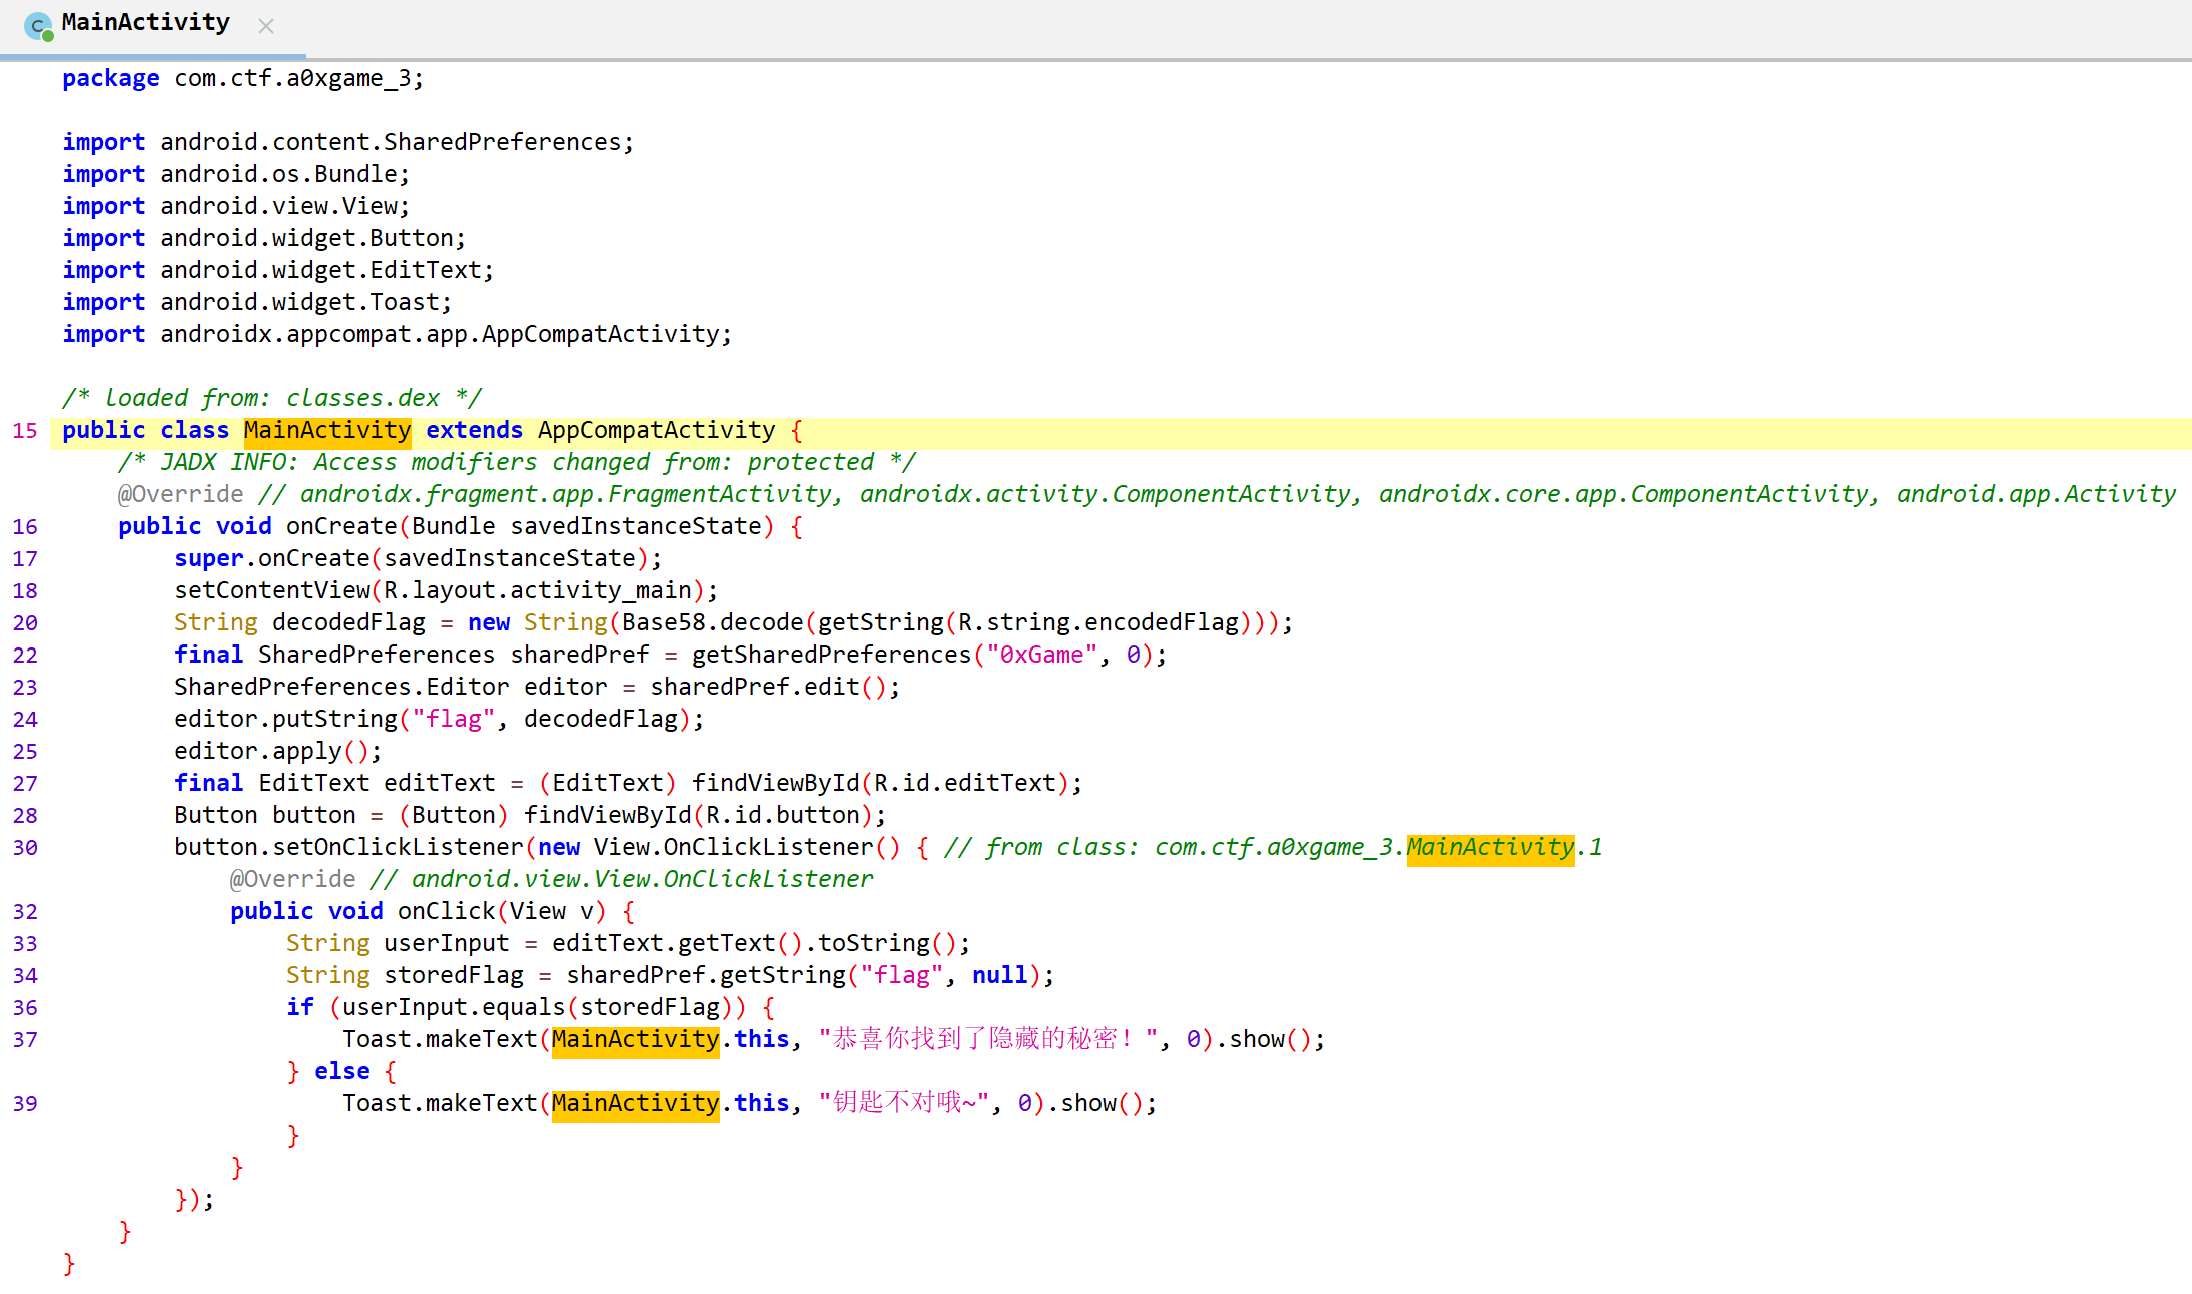 MainActivity
package com.ctf.a0xgame_3;
import android.content.SharedPreferences;
import android.os.Bundle;
import android.view.View;
import android.widget.Button;
import android.widget.EditText;
import android.widget.Toast;
import androidx.appcompat.app.AppCompatActivity;
/* loaded from: classes.dex */
15 public class MainActivity extends AppCompatActivity {
/* JADX INFO: Access modifiers changed from: protected */
@Override // androidx.fragment.app.FragmentActivity, androidx.activity.ComponentActivity, androidx.core.app.ComponentActivity, android.app.Activity
16 public void onCreate(Bundle savedInstanceState) {
17 super.onCreate(savedInstanceState);
18 setContentView(R.layout.activity_main);
20 String decodedFlag = new String(Base58.decode(getString(R.string.encodedFlag)));
22 final SharedPreferences sharedPref = getSharedPreferences("0xGame", 0);
23 SharedPreferences.Editor editor = sharedPref.edit();
24 editor.putString("flag", decodedFlag);
25 editor.apply();
27 final EditText editText = (EditText) findViewById(R.id.editText);
28 Button button = (Button) findViewById(R.id.button);
30 button.setOnClickListener(new View.OnClickListener() { // from class: com.ctf.a0xgame_3.MainActivity.1
@Override // android.view.View.OnClickListener
32 public void onClick(View v) {
33 String userInput = editText.getText().toString();
34 String storedFlag = sharedPref.getString("flag", null);
36 if (userInput.equals(storedFlag)) {
37 Toast.makeText(MainActivity.this, "恭喜你找到了隐藏的秘密！", 0).show();
} else {
39 Toast.makeText(MainActivity.this, "钥匙不对哦~", 0).show();
}
}
});
}
}